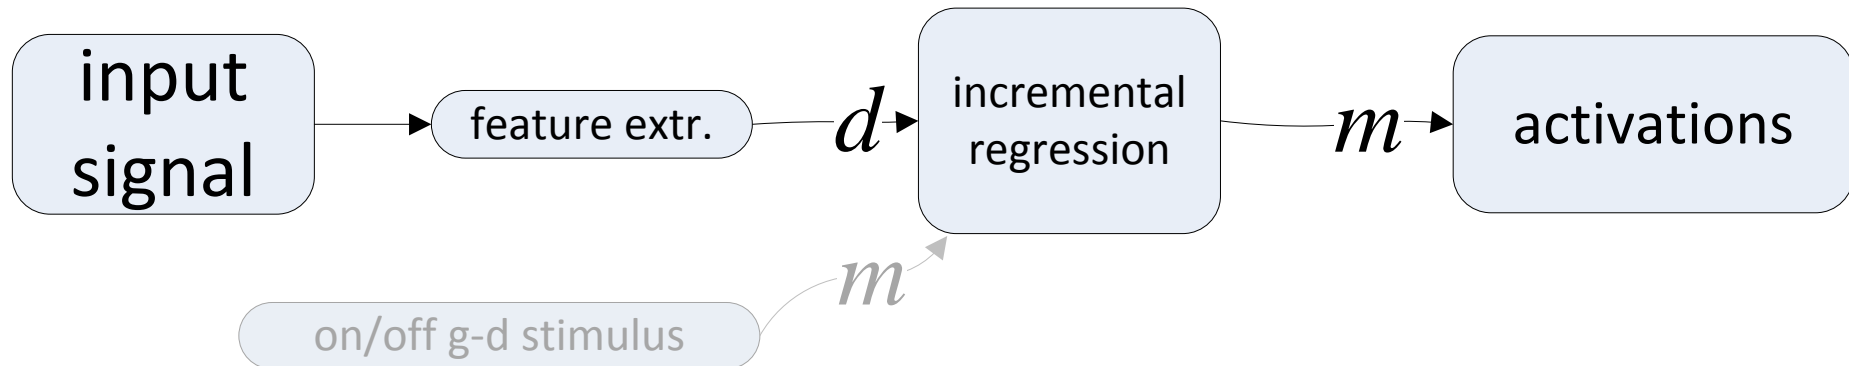 input
signal
feature extr.
d
incremental
regression
m
activations
m
on/off g-d stimulus